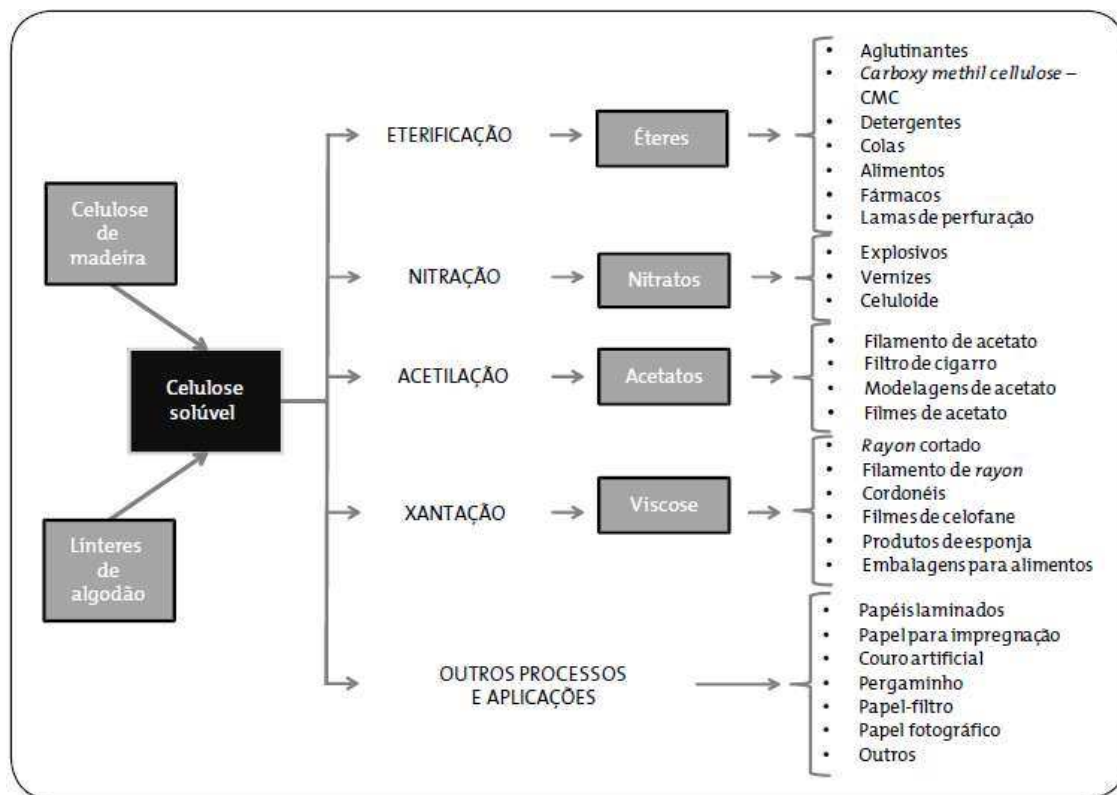 Celulose
de
madeira
Celulose
solúvel
Línteres
de
algodão
ETERIFICAÇÃO
Éteres
• Aglutinantes
• Carboxy methil cellulose –
CMC
• Detergentes
• Colas
• Alimentos
• Fármacos
• Lamas de perfuração
NITRAÇÃO
Nitratos
• Explosivos
• Vernizes
• Celuloide
ACETILAÇÃO
Acetatos
• Filamento de acetato
• Filtro de cigarro
• Modelagens de acetato
• Filmes de acetato
XANTAÇÃO
Viscose
• Rayon cortado
• Filamento de rayon
• Cordonéis
• Filmes de celofane
• Produtos de esponja
• Embalagens para alimentos
OUTROS PROCESSOS
E APLICAÇÕES
• Papéis laminados
• Papel para impregnação
• Couro artificial
• Pergaminho
• Papel-filtro
• Papel fotográfico
• Outros